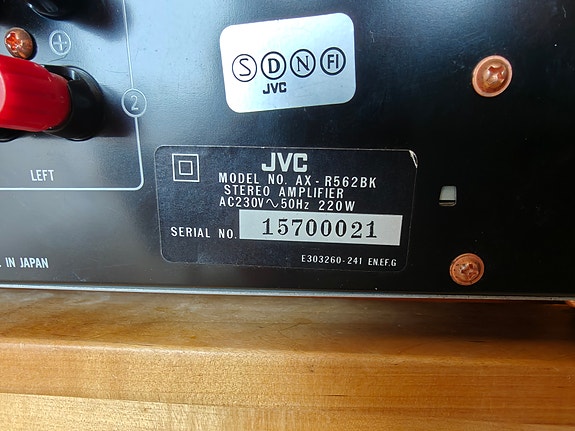 +
S D N FI
JVC
2
LEFT
JVC
MODEL NO. AX-R562BK
STEREO AMPLIFIER
AC230V∿50Hz 220W
SERIAL NO. 15700021
E303260-241 EN.EF.G
IN JAPAN